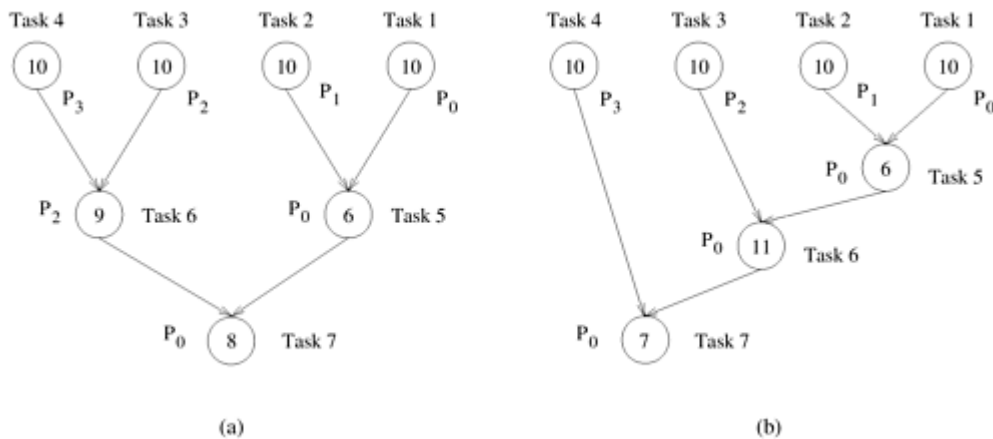 Task 4 Task 3 Task 2 Task 1 Task 4 Task 3 Task 2 Task 1
10 10 10 10 10 10 10 10
P3 P2 P1 P0 P3 P2 P1 P0
P0 6 Task 5
P2 9 Task 6 P0 6 Task 5
P0 11 Task 6
P0 8 Task 7 P0 7 Task 7
(a) (b)